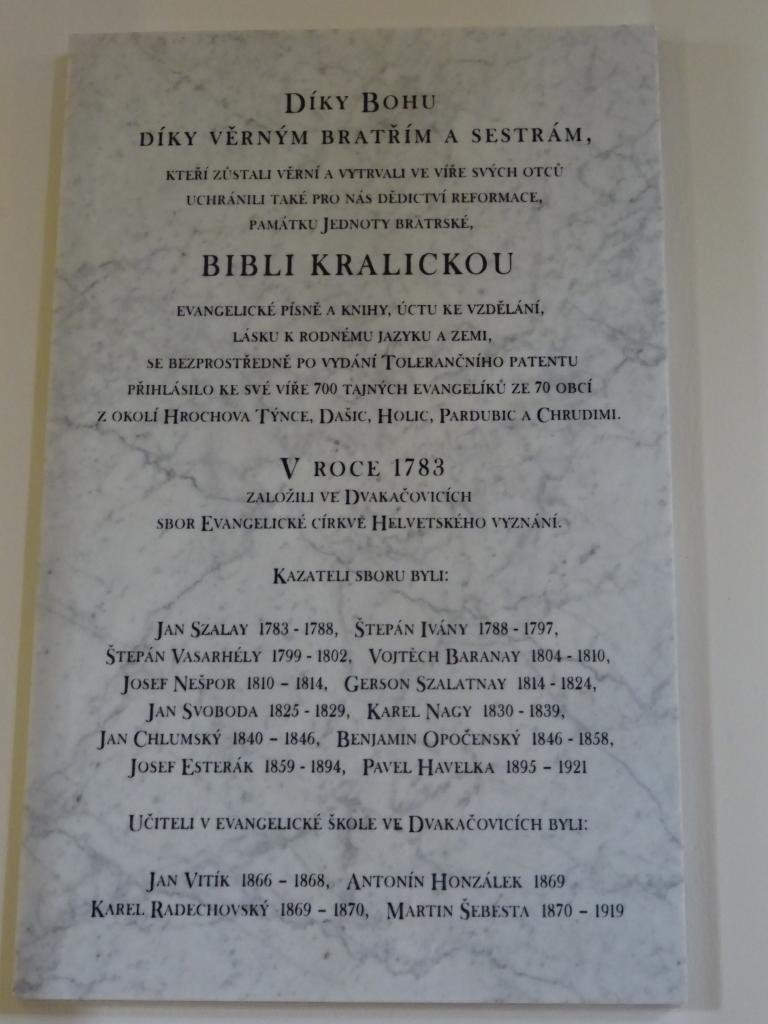 Díky Bohu
díky věrným bratřím a sestrám,
kteří zůstali věrní a vytrvali ve víře svých otců
uchránili také pro nás dědictví reformace,
památku Jednoty bratrské,
BIBLI KRALICKOU
evangelické písně a knihy, úctu ke vzdělání,
lásku k rodnému jazyku a zemi,
se bezprostředně po vydání Tolerančního patentu
přihlásilo ke své víře 700 tajných evangelíků ze 70 obcí
z okolí Hrochova Týnce, Dašic, Holic, Pardubic a Chrudimi.
V roce 1783
založili ve Dvakačovicích
sbor Evangelické církve Helvetského vyznání.
Kazateli sboru byli:
Jan Szalay 1783 - 1788, Štepán Ivány 1788 - 1797,
Štepán Vasarhély 1799 - 1802, Vojtěch Baranay 1804 - 1810,
Josef Nešpor 1810 – 1814, Gerson Szalatnay 1814 - 1824,
Jan Svoboda 1825 - 1829, Karel Nagy 1830 - 1839,
Jan Chlumský 1840 – 1846, Benjamin Opočenský 1846 - 1858,
Josef Esterák 1859 - 1894, Pavel Havelka 1895 – 1921
Učiteli v evangelické škole ve Dvakačovicích byli:
Jan Vitík 1866 – 1868, Antonín Honzálek 1869
Karel Radechovský 1869 – 1870, Martin Šebesta 1870 – 1919